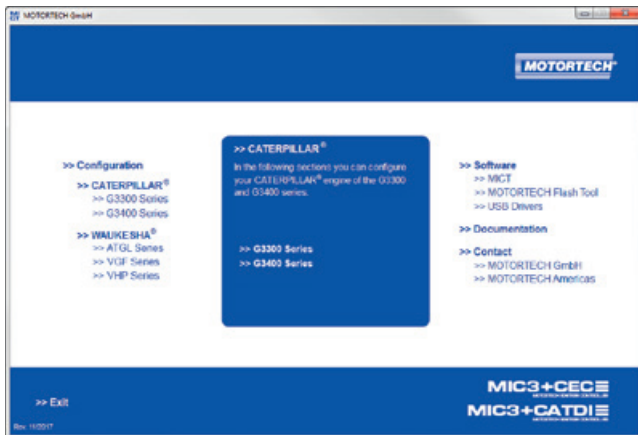 MOTORTECH GmbH
MOTORTECH®
>> Configuration
>> CATERPILLAR®
>> G3300 Series
>> G3400 Series
>> WAUKESHA®
>> ATGL Series
>> VGF Series
>> VHP Series
>> CATERPILLAR®
In the following sections you can configure
your CATERPILLAR® engine of the G3300
and G3400 series.
>> G3300 Series
>> G3400 Series
>> Software
>> MICT
>> MOTORTECH Flash Tool
>> USB Drivers
>> Documentation
>> Contact
>> MOTORTECH GmbH
>> MOTORTECH Americas
>> Exit
Rev. 11/2017
MIC3+CEC
MIC3+CATDI